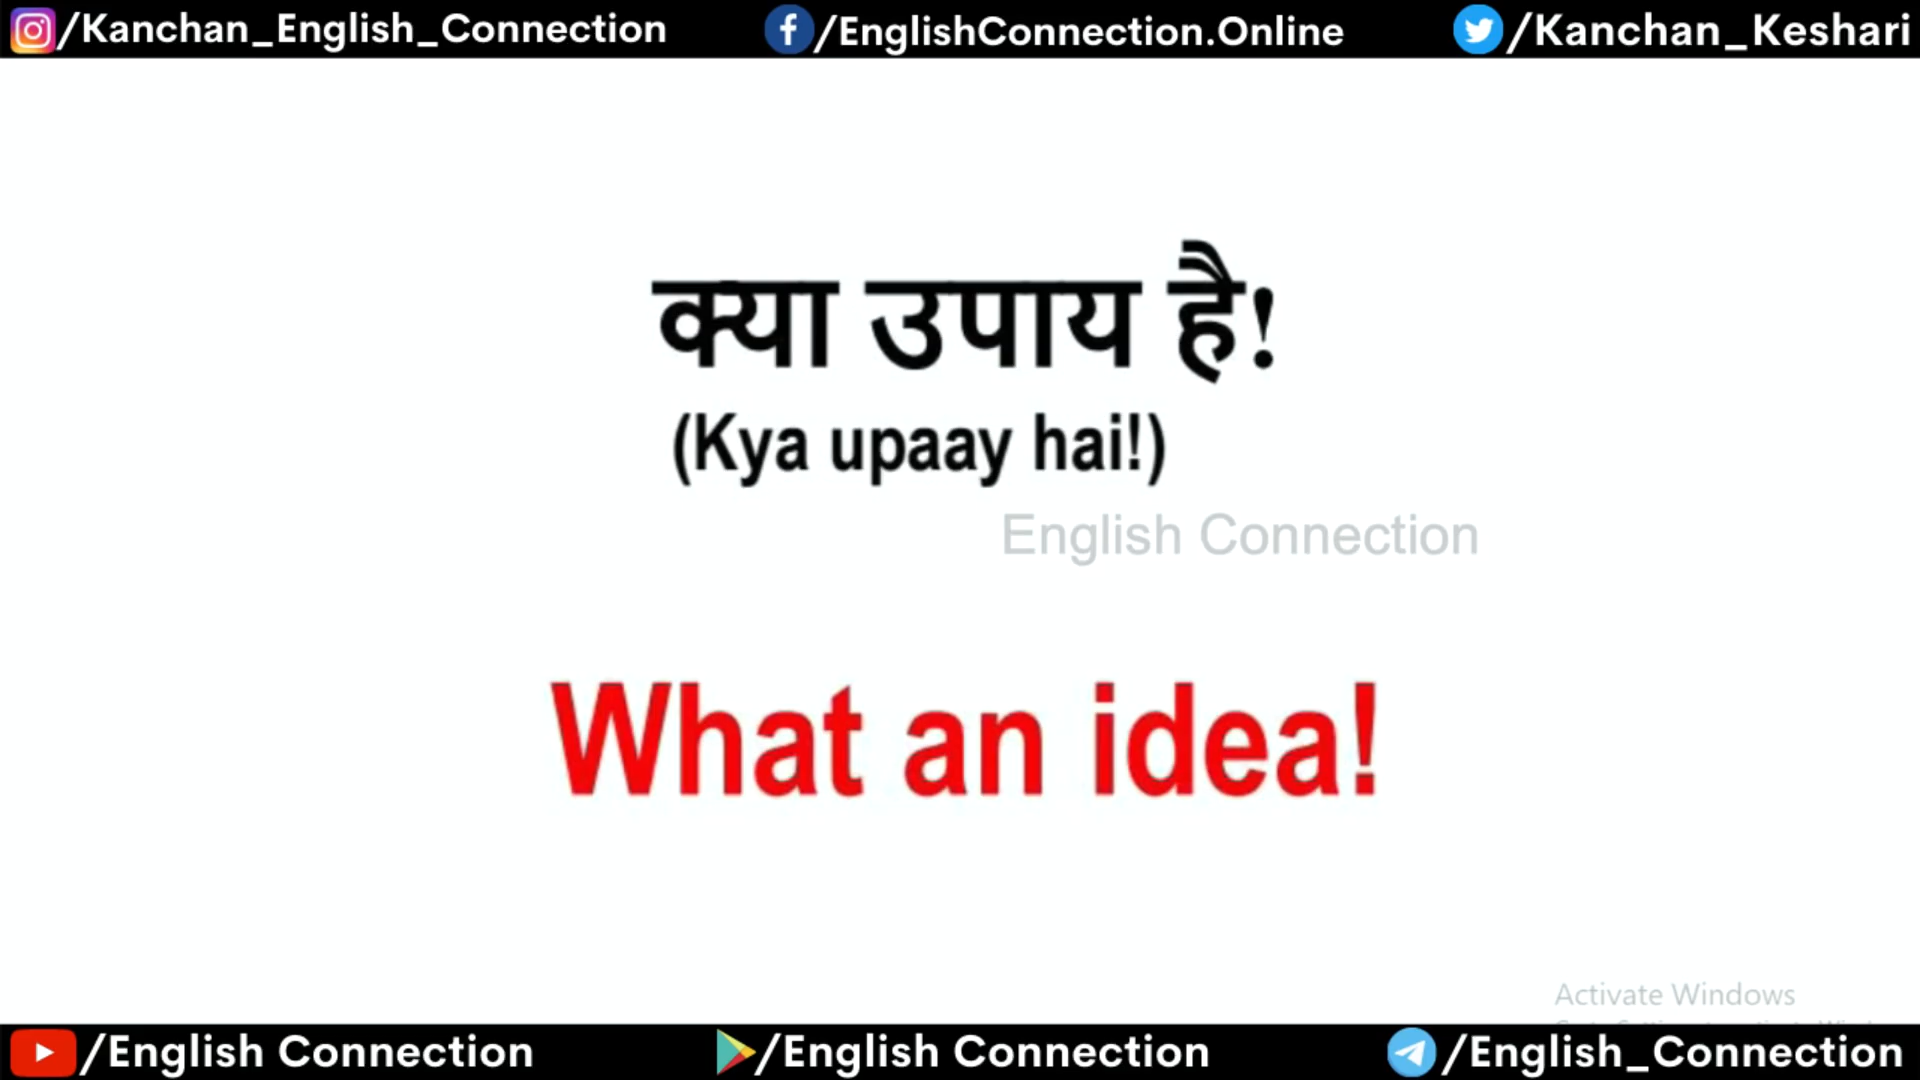 /Kanchan_English_Connection /EnglishConnection.Online /Kanchan_Keshari
क्या उपाय है!
(Kya upaay hai!)
English Connection
What an idea!
Activate Windows
/English Connection /English Connection /English_Connection